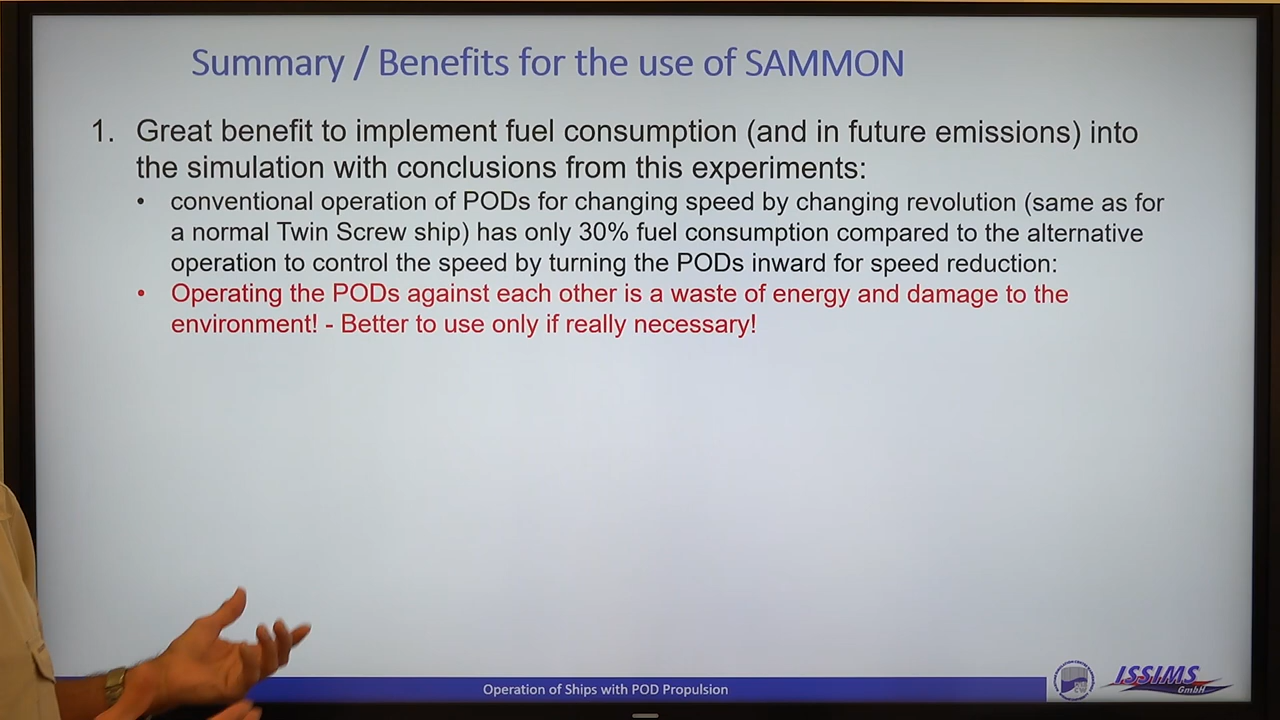 Summary / Benefits for the use of SAMMON
1. Great benefit to implement fuel consumption (and in future emissions) into
the simulation with conclusions from this experiments:
• conventional operation of PODs for changing speed by changing revolution (same as for
a normal Twin Screw ship) has only 30% fuel consumption compared to the alternative
operation to control the speed by turning the PODs inward for speed reduction:
• Operating the PODs against each other is a waste of energy and damage to the
environment! - Better to use only if really necessary!
Operation of Ships with POD Propulsion
ISSIMS
GmbH